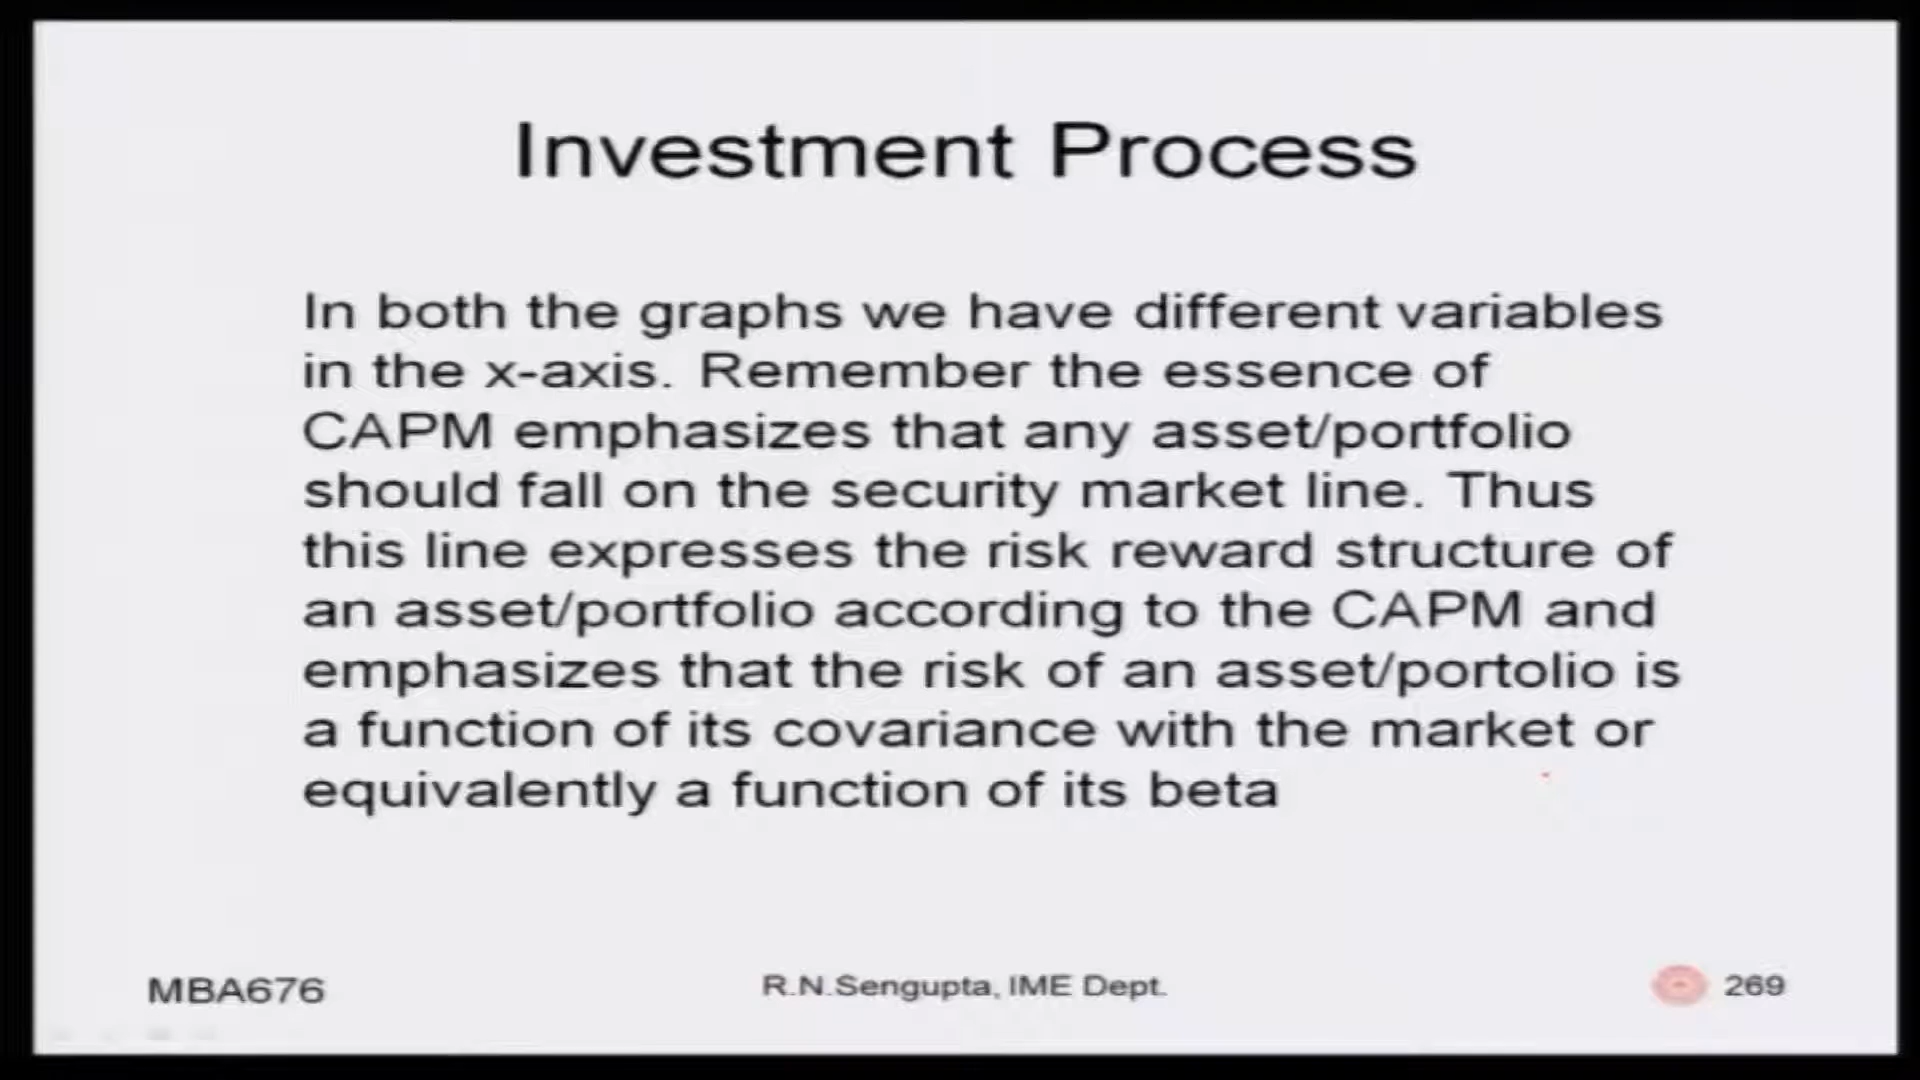 Investment Process
In both the graphs we have different variables
in the x-axis. Remember the essence of
CAPM emphasizes that any asset/portfolio
should fall on the security market line. Thus
this line expresses the risk reward structure of
an asset/portfolio according to the CAPM and
emphasizes that the risk of an asset/portolio is
a function of its covariance with the market or
equivalently a function of its beta
MBA676
R.N.Sengupta, IME Dept.
269